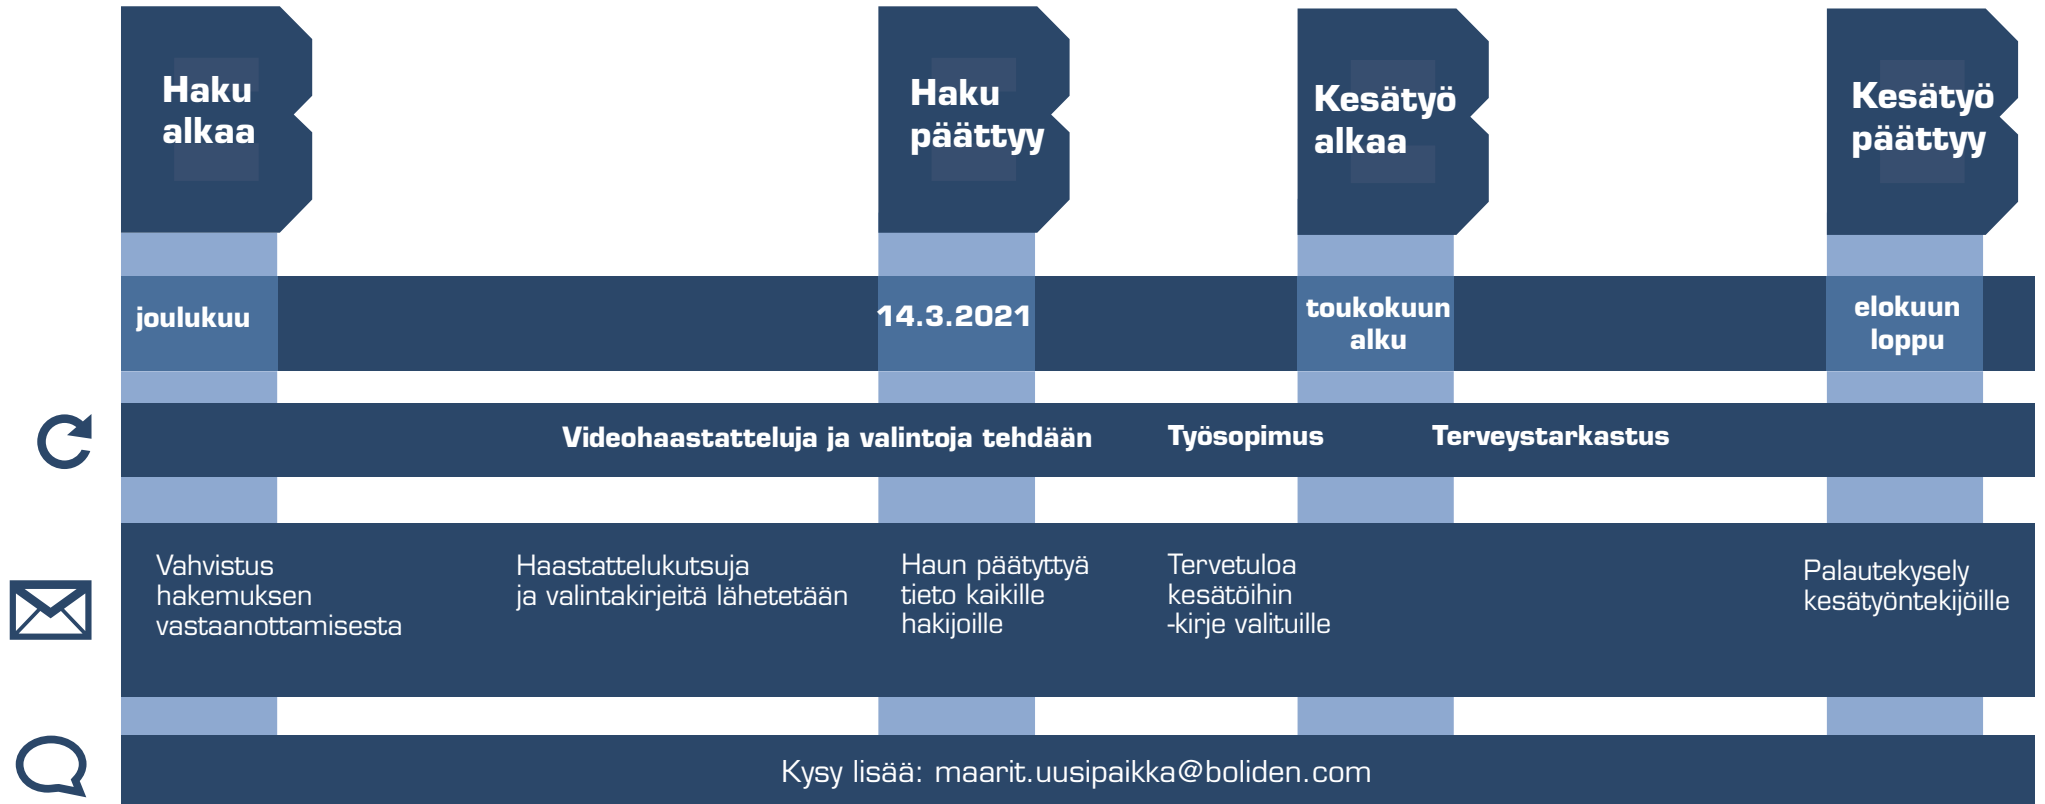 Haku
alkaa
Haku
päättyy
Kesätyö
alkaa
Kesätyö
päättyy
joulukuu
14.3.2021
toukokuun
alku
elokuun
loppu
Videohaastatteluja ja valintoja tehdään
Työsopimus
Terveystarkastus
Vahvistus
hakemuksen
vastaanottamisesta
Haastattelukutsuja
ja valintakirjeitä lähetetään
Haun päätyttyä
tieto kaikille
hakijoille
Tervetuloa
kesätöihin
-kirje valituille
Palautekysely
kesätyöntekijöille
Kysy lisää: maarit.uusipaikka@boliden.com